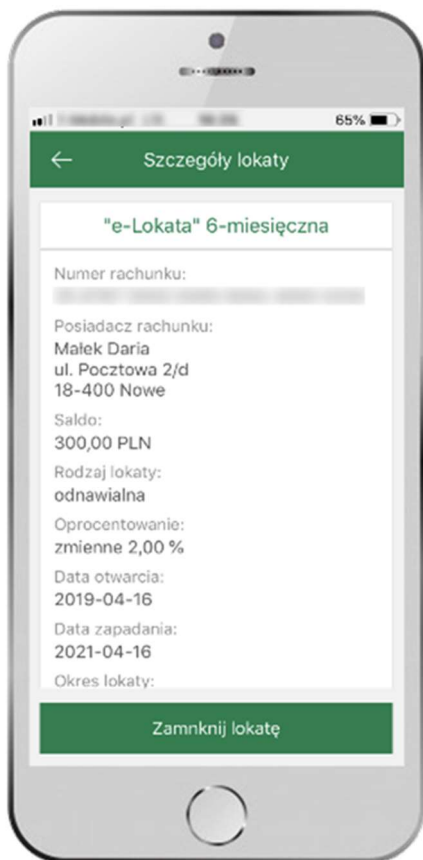 65%
Szczegóły lokaty
"e-Lokata" 6-miesięczna
Numer rachunku:
Posiadacz rachunku:
Małek Daria
ul. Pocztowa 2/d
18-400 Nowe
Saldo:
300,00 PLN
Rodzaj lokaty:
odnawialna
Oprocentowanie:
zmienne 2,00 %
Data otwarcia:
2019-04-16
Data zapadania:
2021-04-16
Okres lokaty:
Zamnknij lokatę